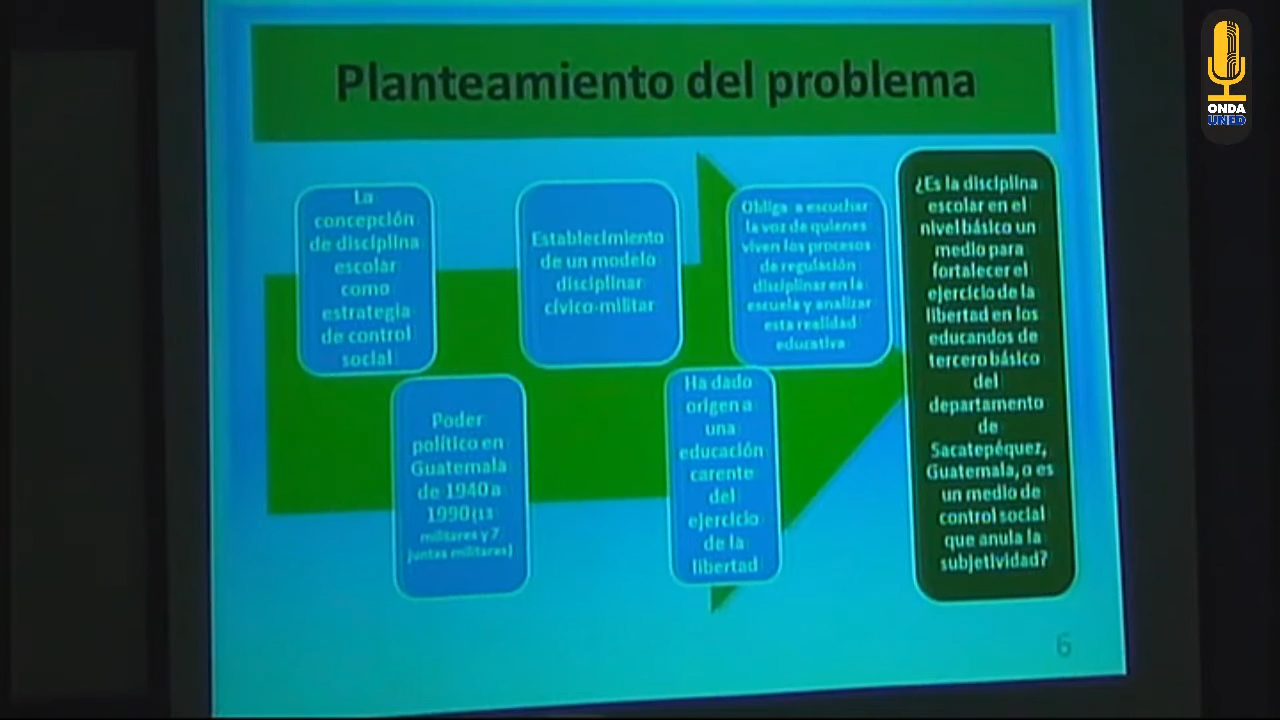 Planteamiento del problema
La
concepción
de disciplina
escolar
como
estrategia
de control
social
Poder
político en
Guatemala
de 1940 a
1990 (13
militares y 7
juntas militares)
Establecimiento
de un modelo
disciplinar
cívico-militar
Ha dado
origen a
una
educación
carente
del
ejercicio
de la
libertad
Obliga a escuchar
la voz de quienes
viven los procesos
de regulación
disciplinar en la
escuela y analizar
esta realidad
educativa
¿Es la disciplina
escolar en el
nivel básico un
medio para
fortalecer el
ejercicio de la
libertad en los
educandos de
tercero básico
del
departamento
de
Sacatepéquez,
Guatemala, o es
un medio de
control social
que anula la
subjetividad?
6
ONDA
UNED